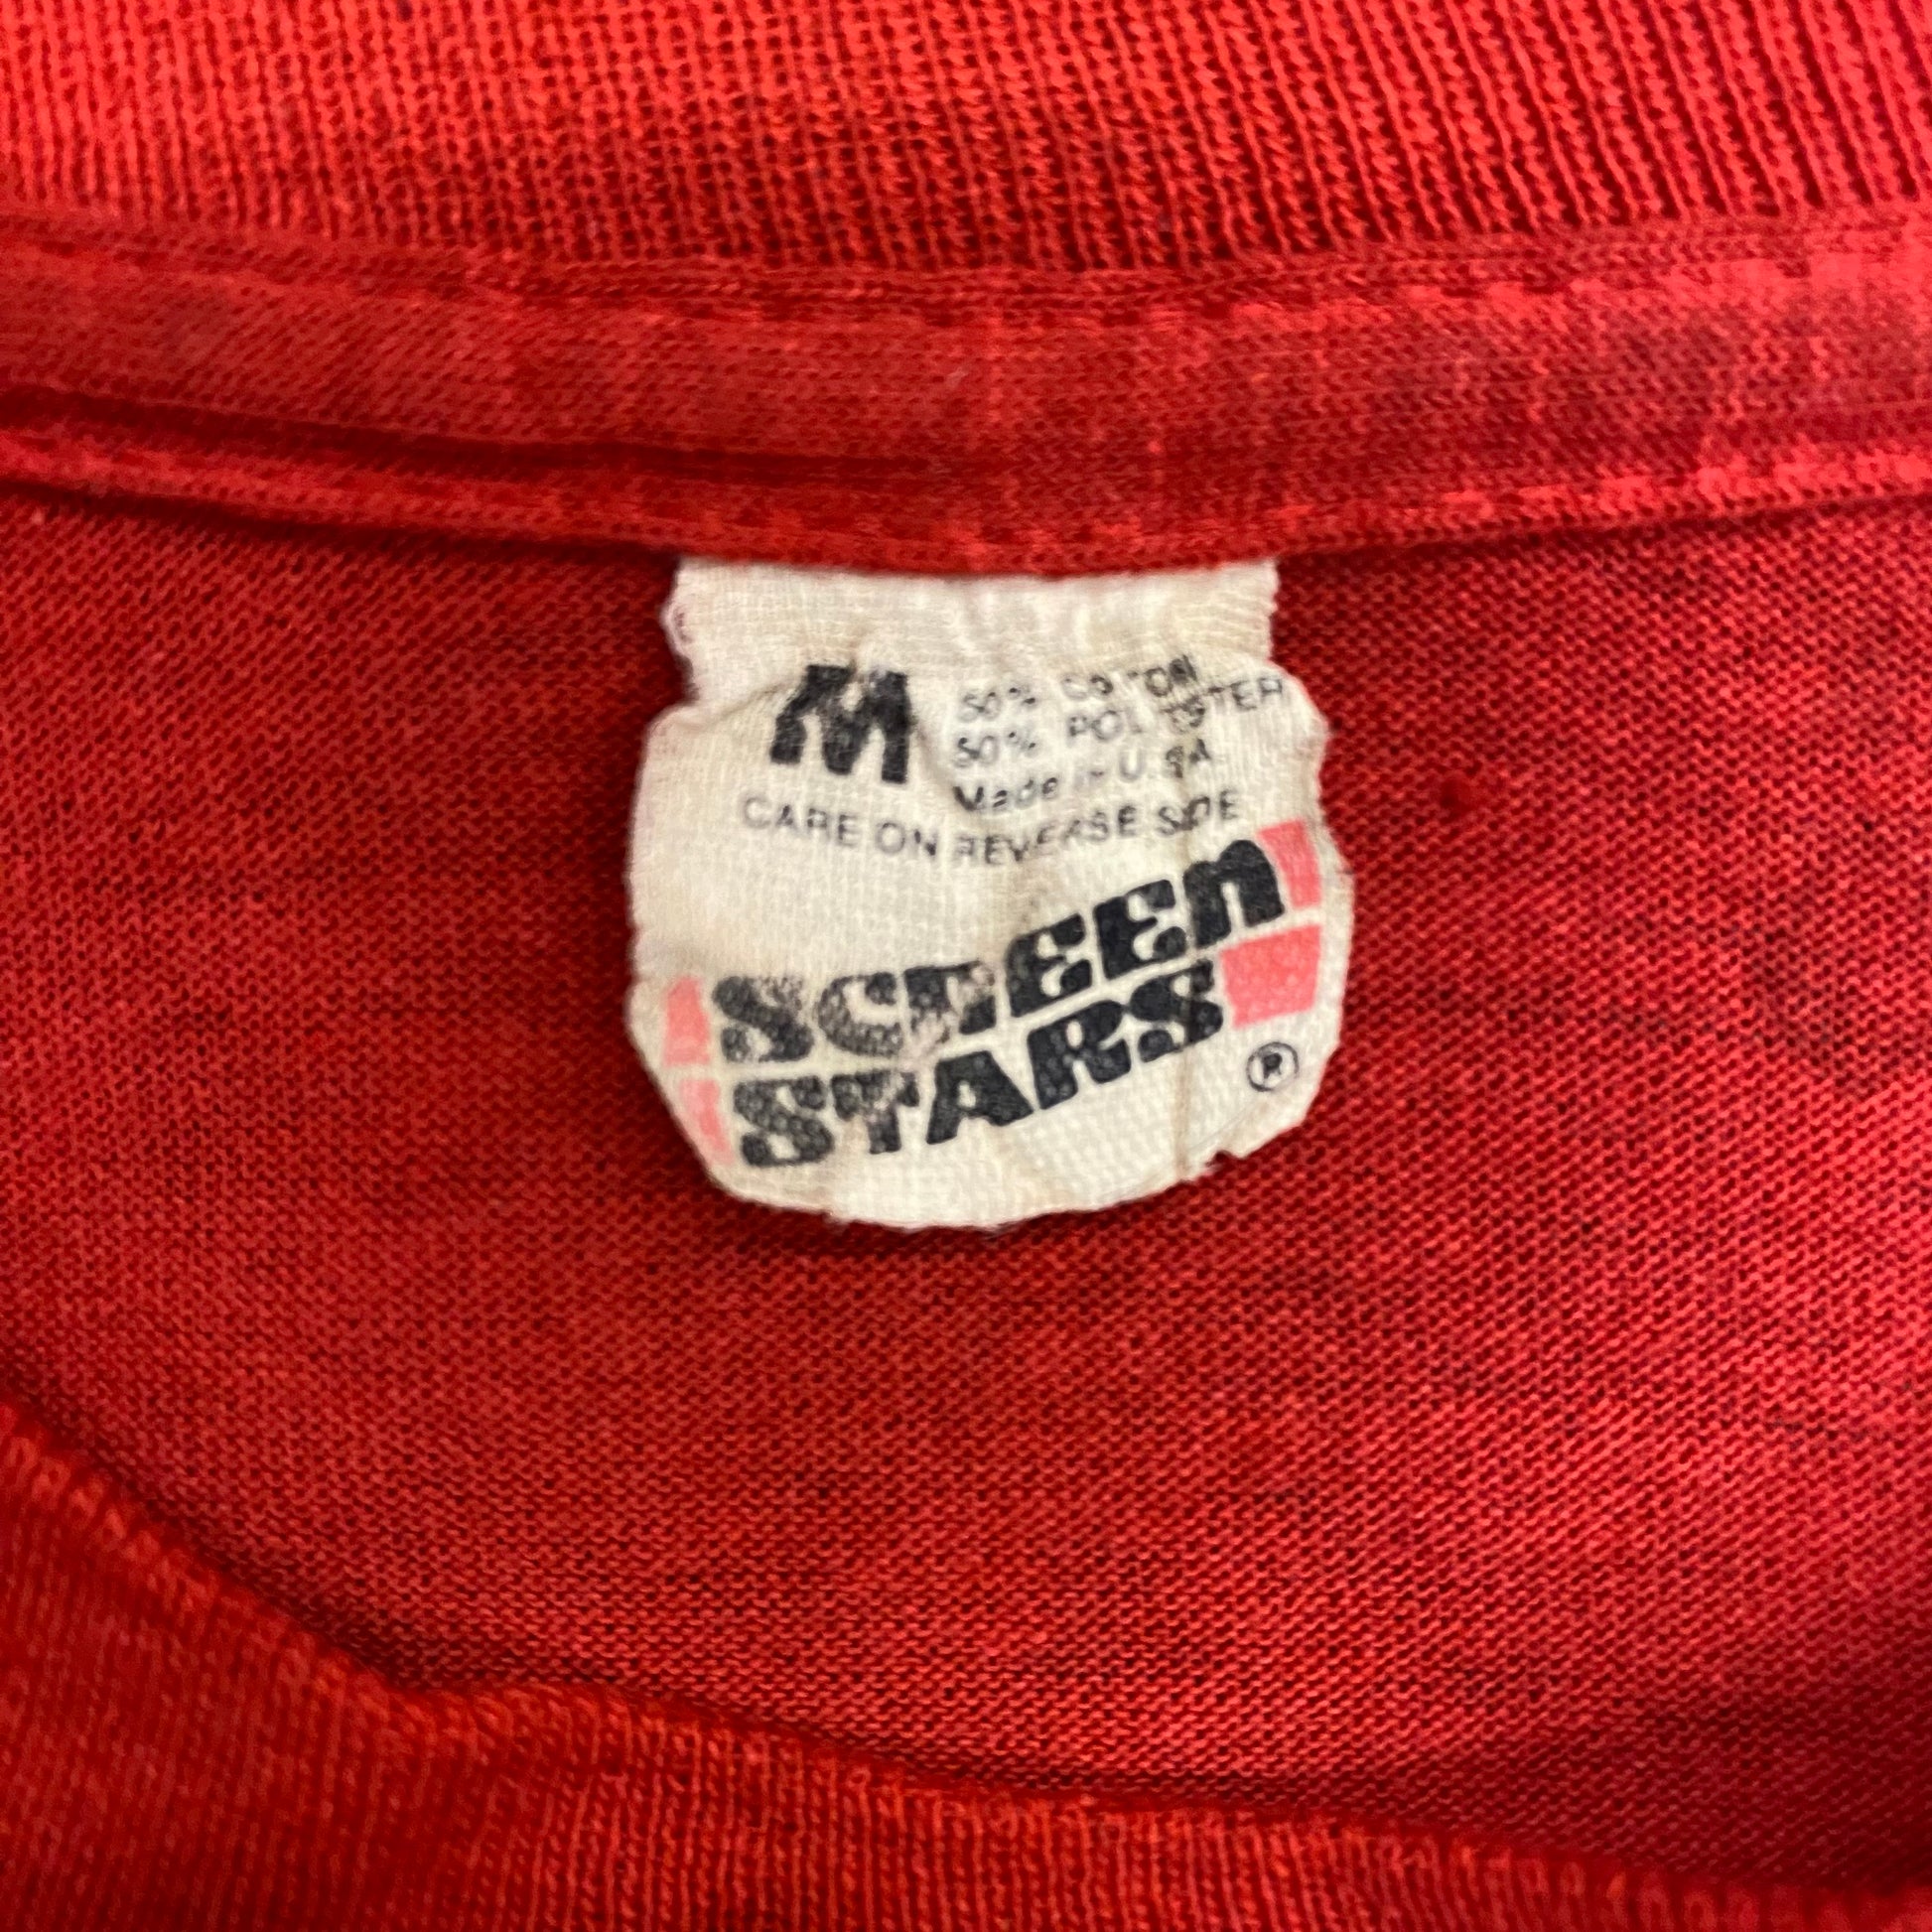 M
50% COTTON
50% POLYESTER
Made in U.S.A.
CARE ON REVERSE SIDE
SCREEN
STARS
®